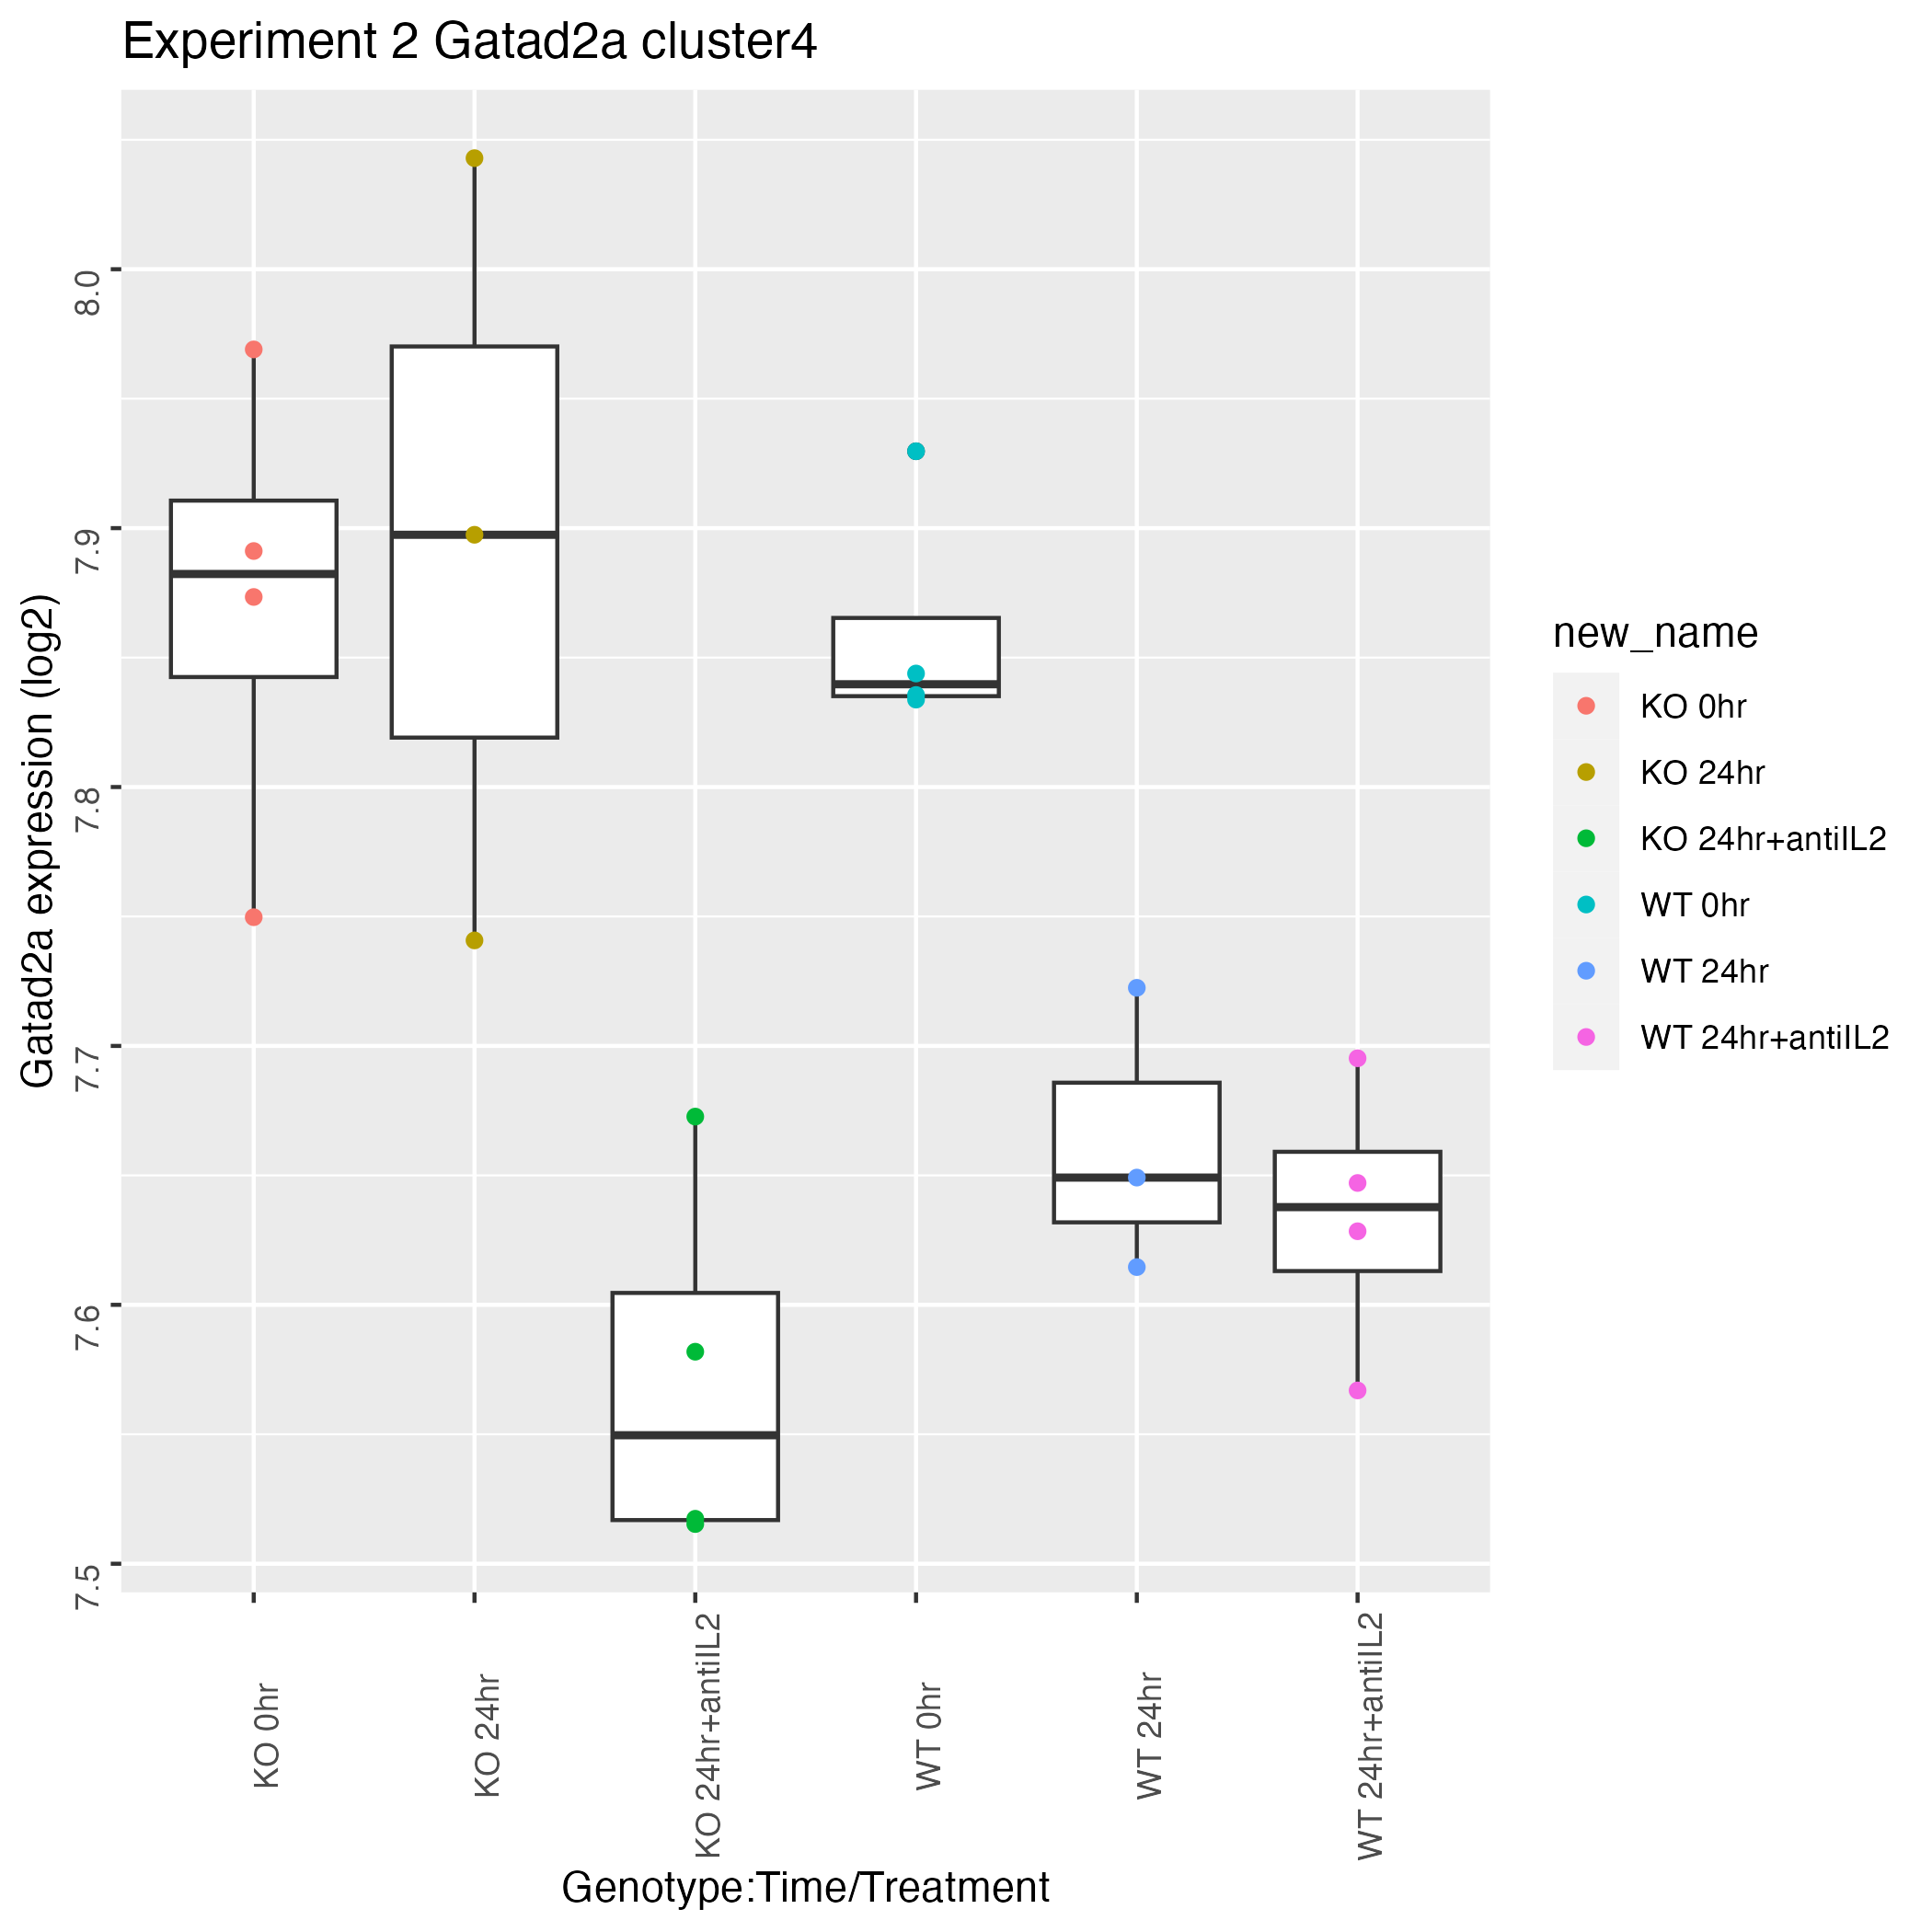 Experiment 2 Gatad2a cluster4
Gatad2a expression (log2)
8.0
7.9
7.8
7.7
7.6
7.5
KO 0hr
KO 24hr
KO 24hr+antiIL2
WT 0hr
WT 24hr
WT 24hr+antiIL2
Genotype:Time/Treatment
new_name
KO 0hr
KO 24hr
KO 24hr+antiIL2
WT 0hr
WT 24hr
WT 24hr+antiIL2